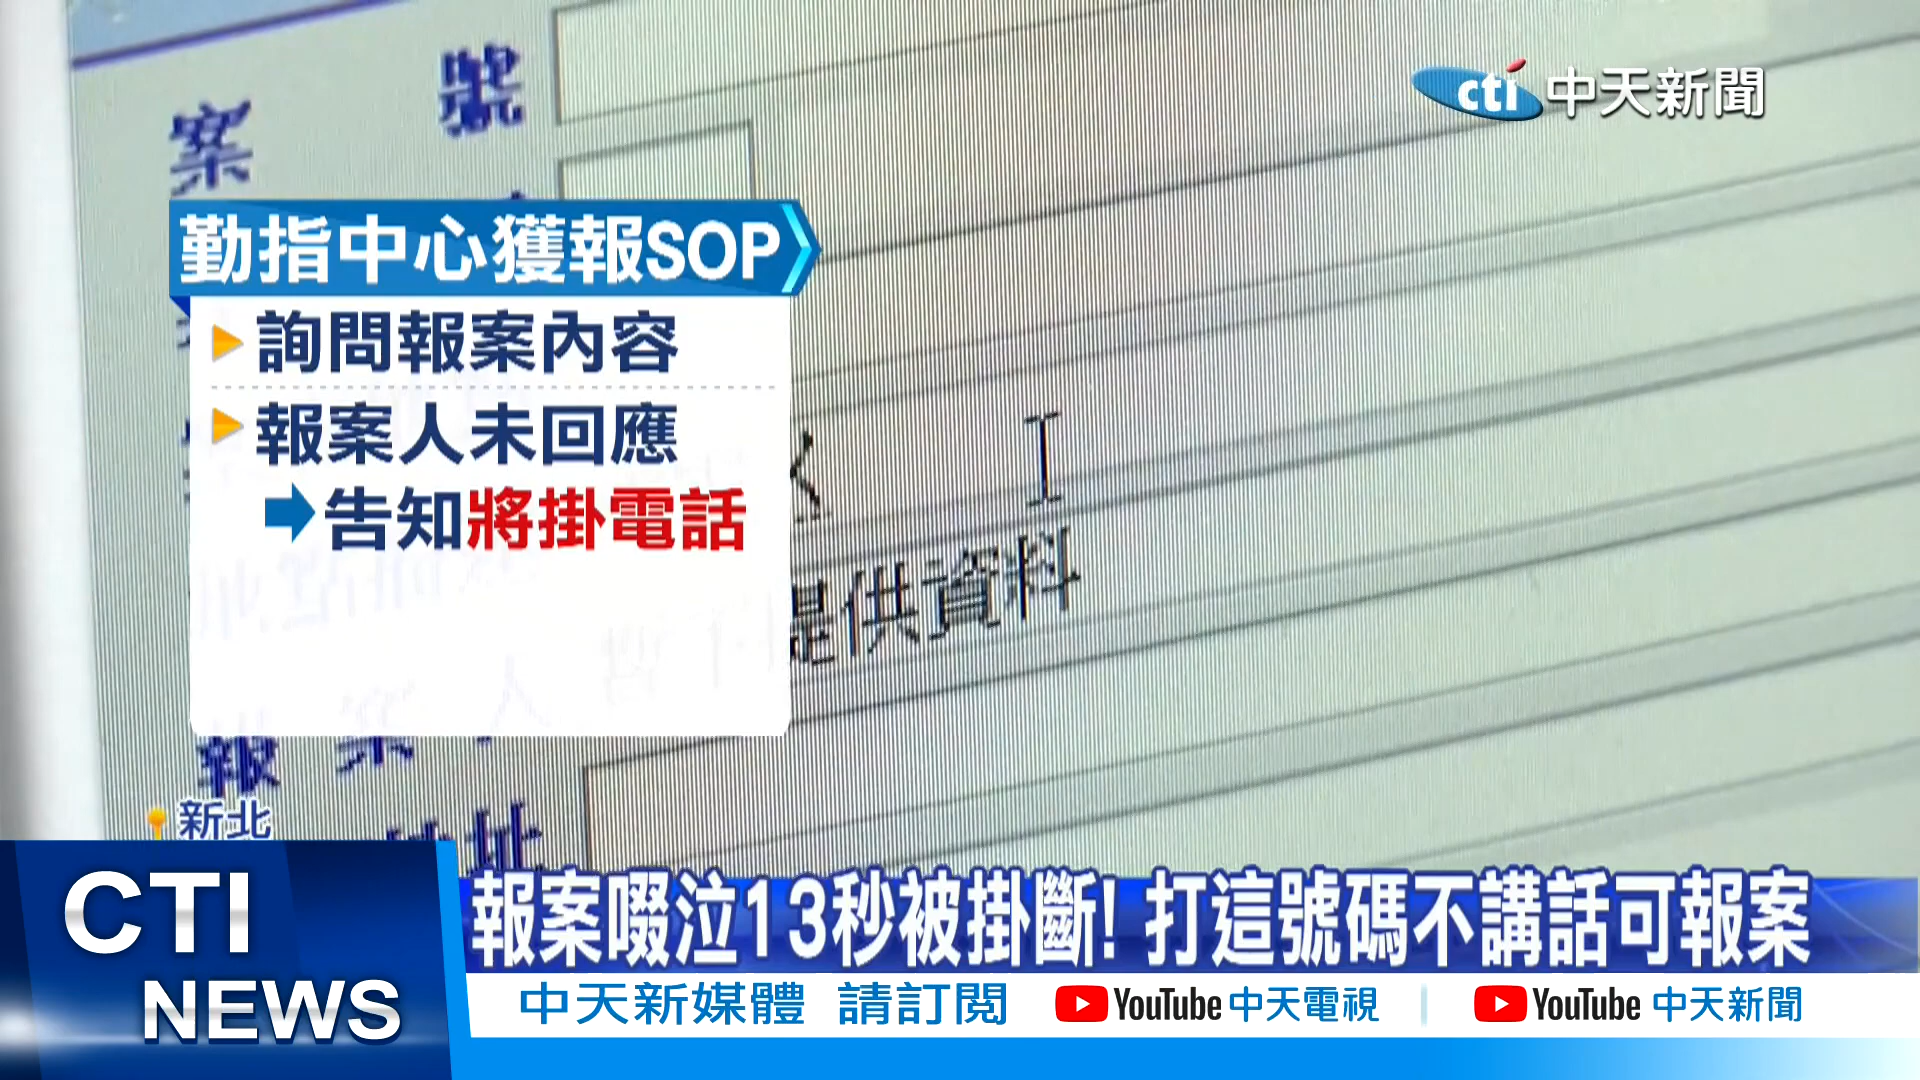 號
案
cti 中天新聞
勤指中心獲報SOP
詢問報案內容
報案人未回應
告知將掛電話
提供資料
報案人
新北
址
CTI NEWS
報案啜泣13秒被掛斷! 打這號碼不講話可報案
中天新媒體 請訂閱 YouTube 中天電視 YouTube 中天新聞